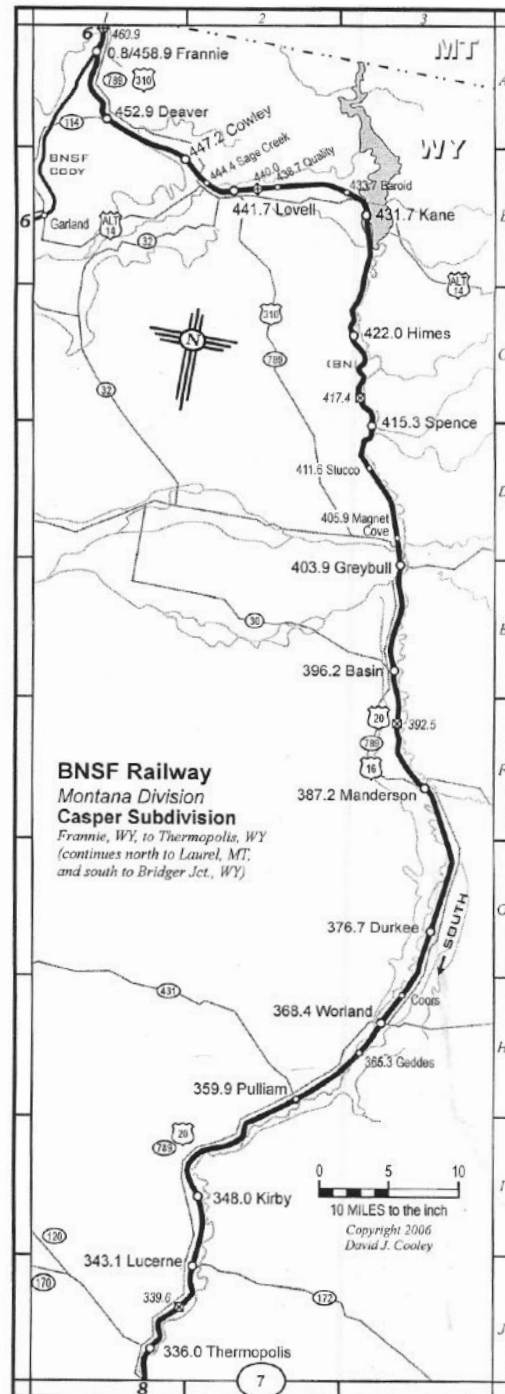 1
2
3
6
460.9
0.8/458.9 Frannie
MT
A
789
310
452.9 Deaver
114
447.2 Cowley
WY
BNSF
CODY
444.4 Sage Creek
440.0
438.7 Quality
433.7 Baroid
6
Garland
ALT
14
441.7 Lovell
431.7 Kane
B
32
310
ALT
14
N
422.0 Himes
C
789
(BN)
32
417.4
415.3 Spence
411.6 Stucco
D
405.9 Magnet
Cove
403.9 Greybull
30
E
396.2 Basin
20
392.5
789
16
F
387.2 Manderson
BNSF Railway
Montana Division
Casper Subdivision
Frannie, WY, to Thermopolis, WY
(continues north to Laurel, MT,
and south to Bridger Jct., WY)
376.7 Durkee
SOUTH
G
431
Coors
368.4 Worland
H
365.3 Geddes
359.9 Pulliam
20
789
0 5 10
I
348.0 Kirby
10 MILES to the inch
Copyright 2006
David J. Cooley
120
343.1 Lucerne
170
339.6
172
J
336.0 Thermopolis
8
7